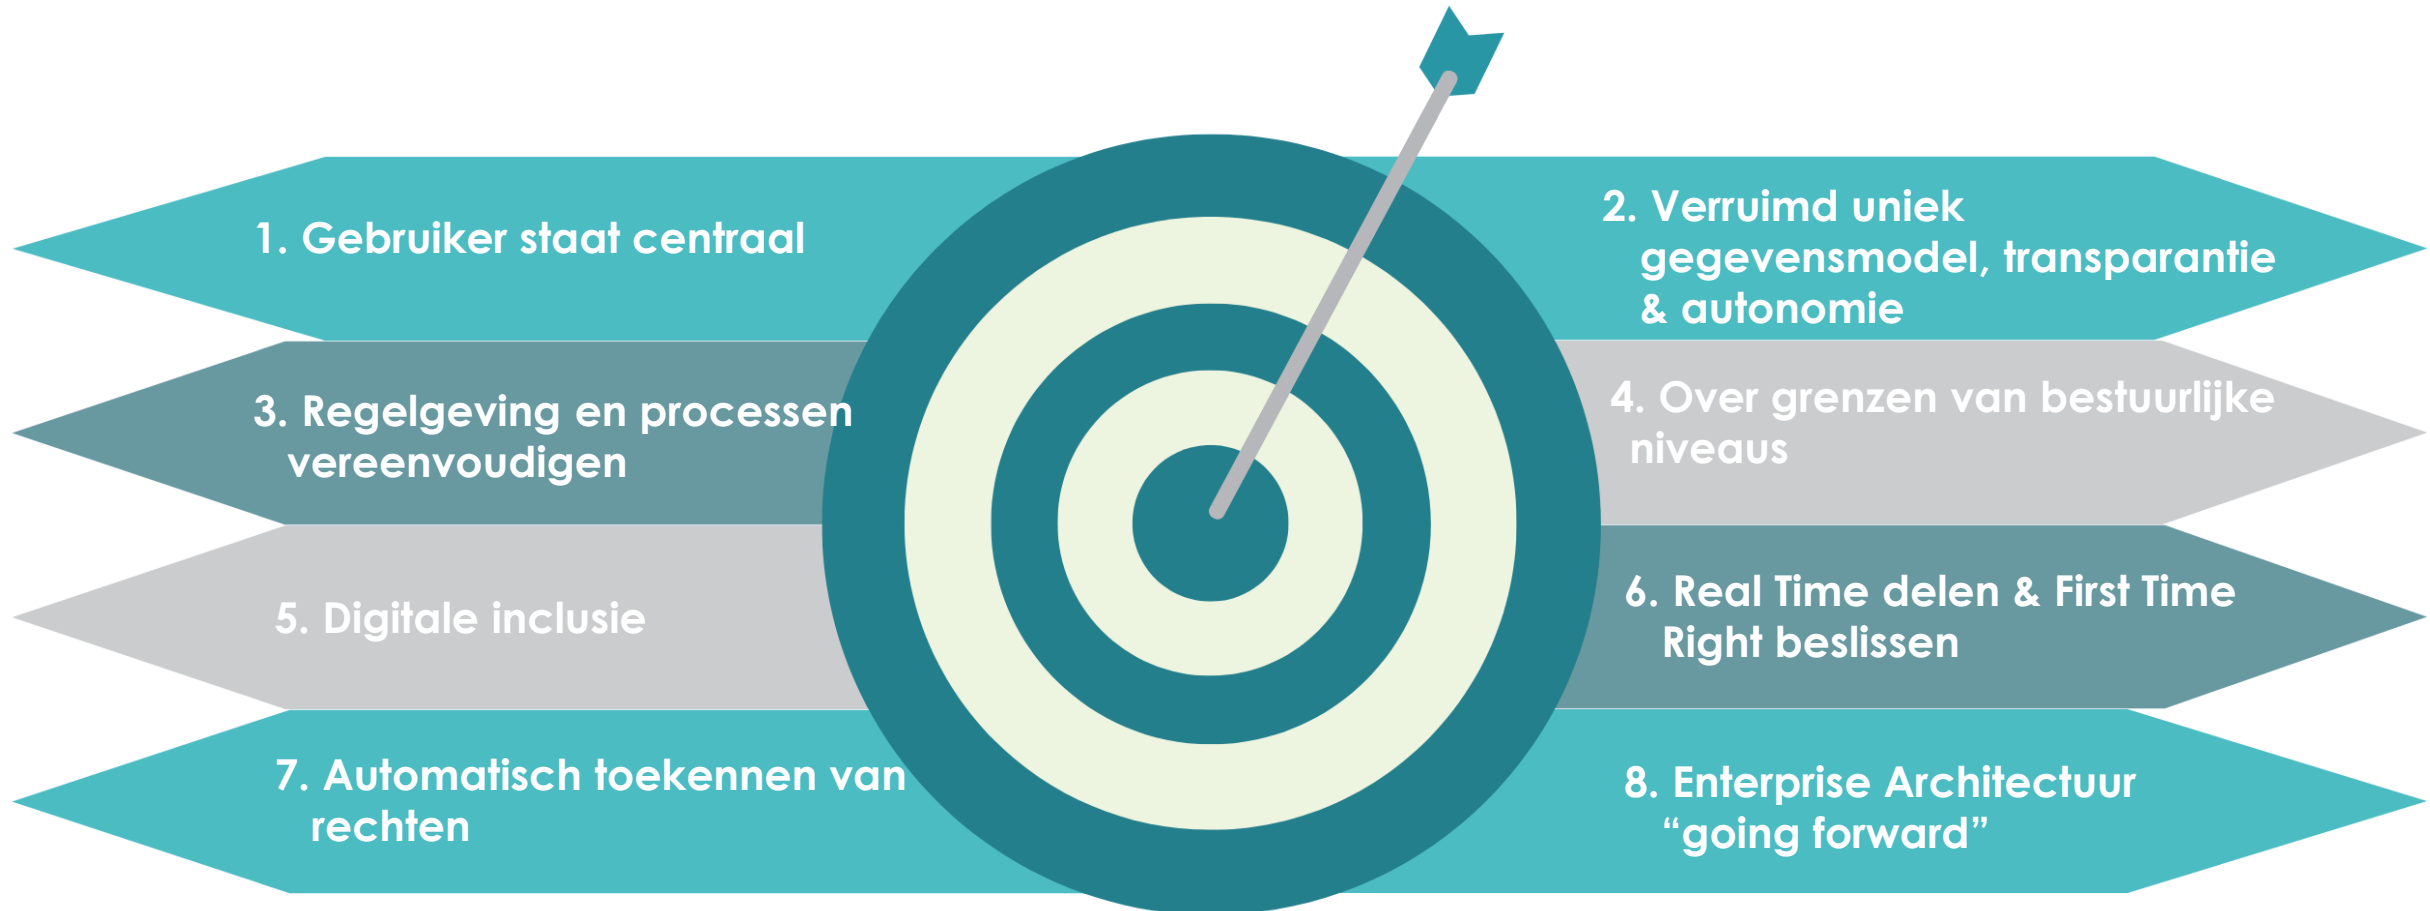 1. Gebruiker staat centraal
2. Verruimd uniek
gegevensmodel, transparantie
& autonomie
3. Regelgeving en processen
vereenvoudigen
4. Over grenzen van bestuurlijke
niveaus
5. Digitale inclusie
6. Real Time delen & First Time
Right beslissen
7. Automatisch toekennen van
rechten
8. Enterprise Architectuur
“going forward”